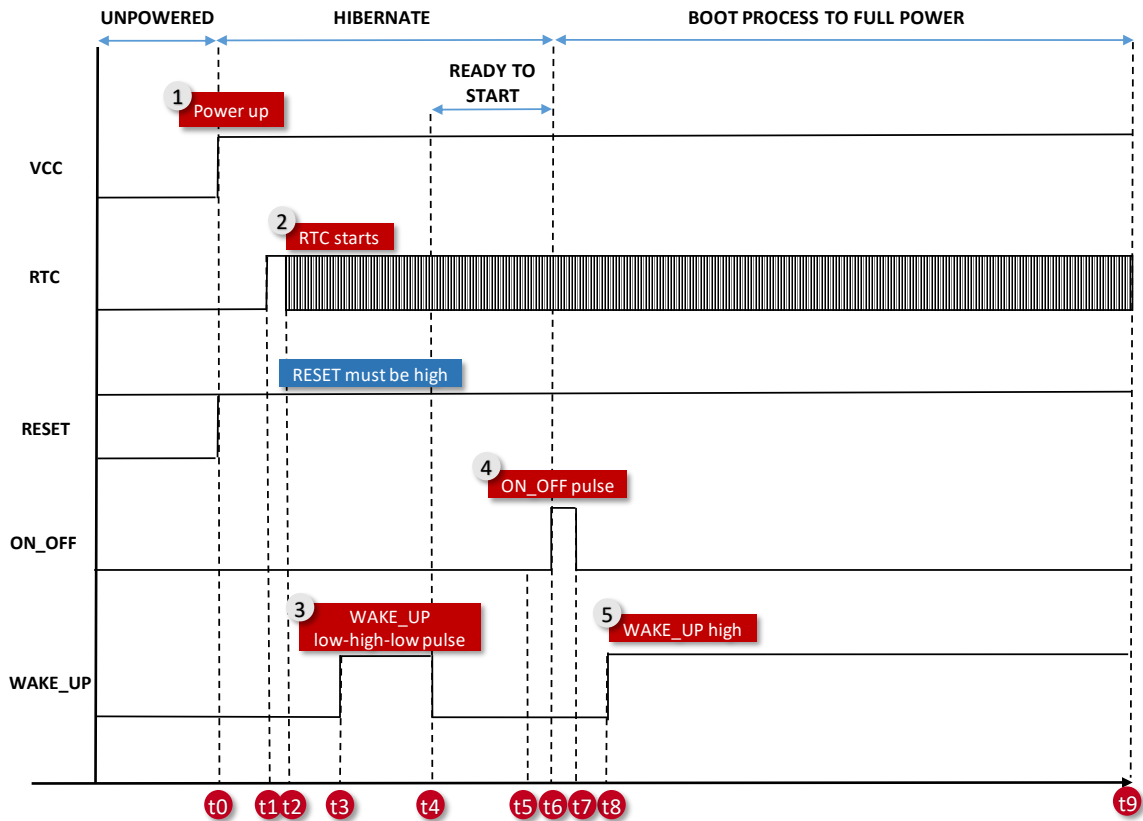 UNPOWERED
HIBERNATE
BOOT PROCESS TO FULL POWER
READY TO
START
1
Power up
VCC
2
RTC starts
RTC
RESET must be high
RESET
4
ON_OFF pulse
ON_OFF
3
WAKE_UP
low-high-low pulse
5
WAKE_UP high
WAKE_UP
t0
t1
t2
t3
t4
t5
t6
t7
t8
t9